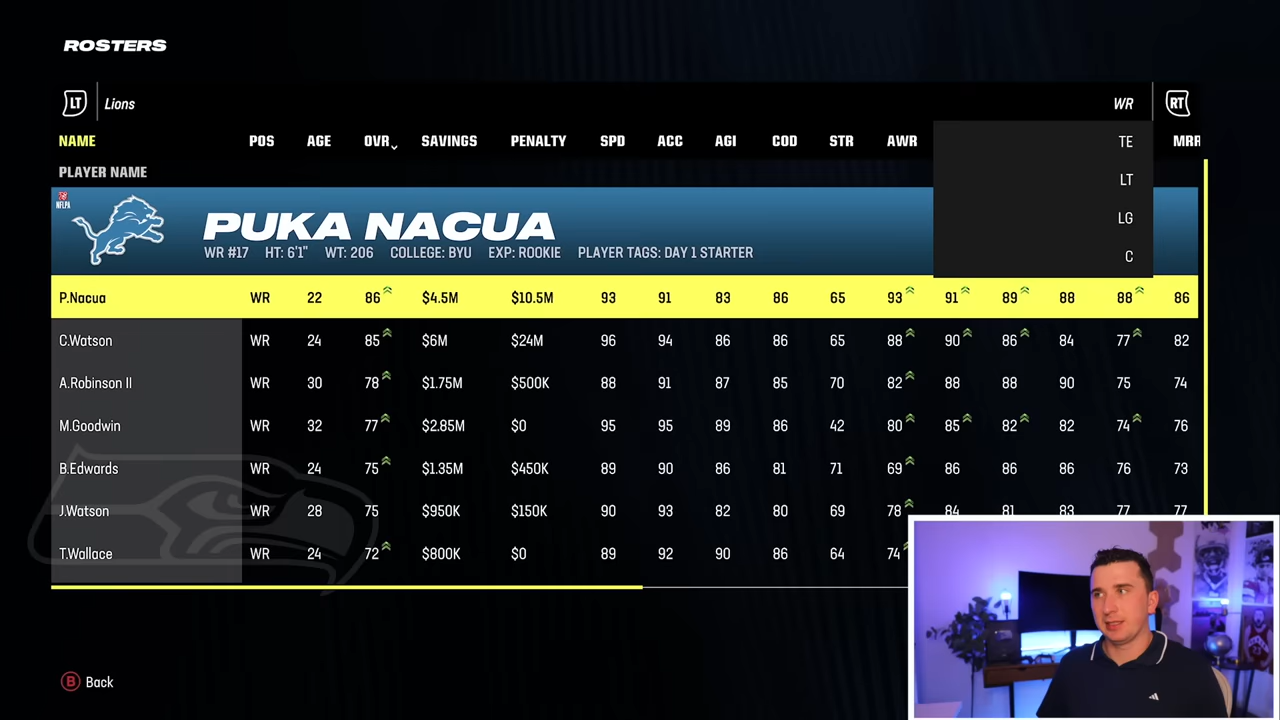 ROSTERS
LT Lions WR RT
NAME POS AGE OVR SAVINGS PENALTY SPD ACC AGI COD STR AWR TE MRR
PLAYER NAME LT
NFLPA PUKA NACUA LG
WR #17 HT: 6'1" WT: 206 COLLEGE: BYU EXP: ROOKIE PLAYER TAGS: DAY 1 STARTER C
P.Nacua WR 22 86 $4.5M $10.5M 93 91 83 86 65 93 91 89 88 88 86
C.Watson WR 24 85 $6M $24M 96 94 86 86 65 88 90 86 84 77 82
A.Robinson II WR 30 78 $1.75M $500K 88 91 87 85 70 82 88 88 90 75 74
M.Goodwin WR 32 77 $2.85M $0 95 95 89 86 42 80 85 82 82 74 76
B.Edwards WR 24 75 $1.35M $450K 89 90 86 81 71 69 86 86 86 76 73
J.Watson WR 28 75 $950K $150K 90 93 82 80 69 78 84 81 83 77 77
T.Wallace WR 24 72 $800K $0 89 92 90 86 64 74
B Back